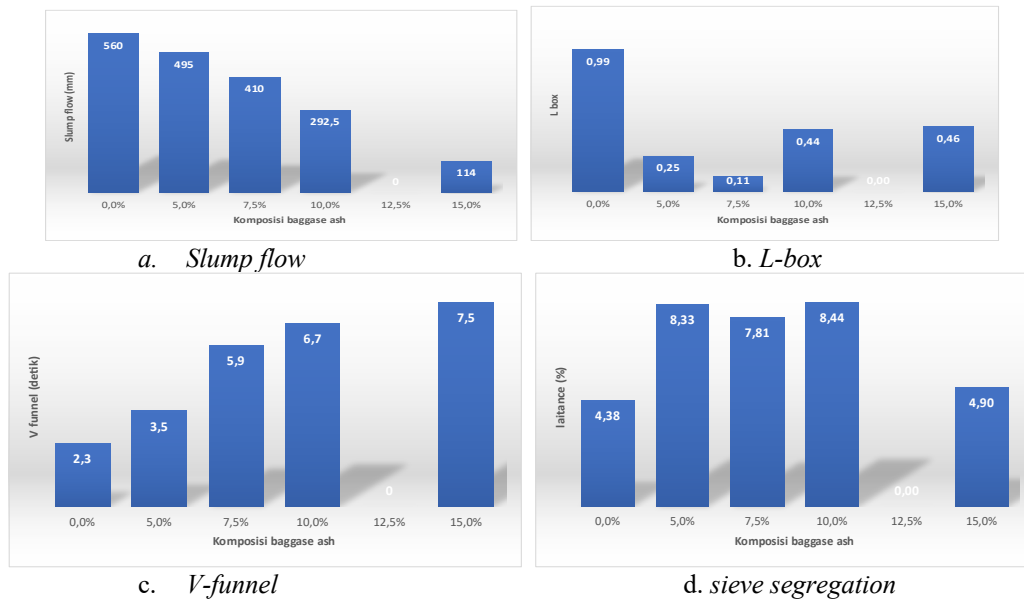 Slump flow (mm)
560
495
410
292,5
0
114
0,0% 5,0% 7,5% 10,0% 12,5% 15,0%
Komposisi baggase ash
a. Slump flow
L box
0,99
0,25
0,11
0,44
0,00
0,46
0,0% 5,0% 7,5% 10,0% 12,5% 15,0%
Komposisi baggase ash
b. L-box
V funnel (detik)
2,3
3,5
5,9
6,7
0
7,5
0,0% 5,0% 7,5% 10,0% 12,5% 15,0%
Komposisi baggase ash
c. V-funnel
laitance (%)
4,38
8,33
7,81
8,44
0,00
4,90
0,0% 5,0% 7,5% 10,0% 12,5% 15,0%
Komposisi baggase ash
d. sieve segregation